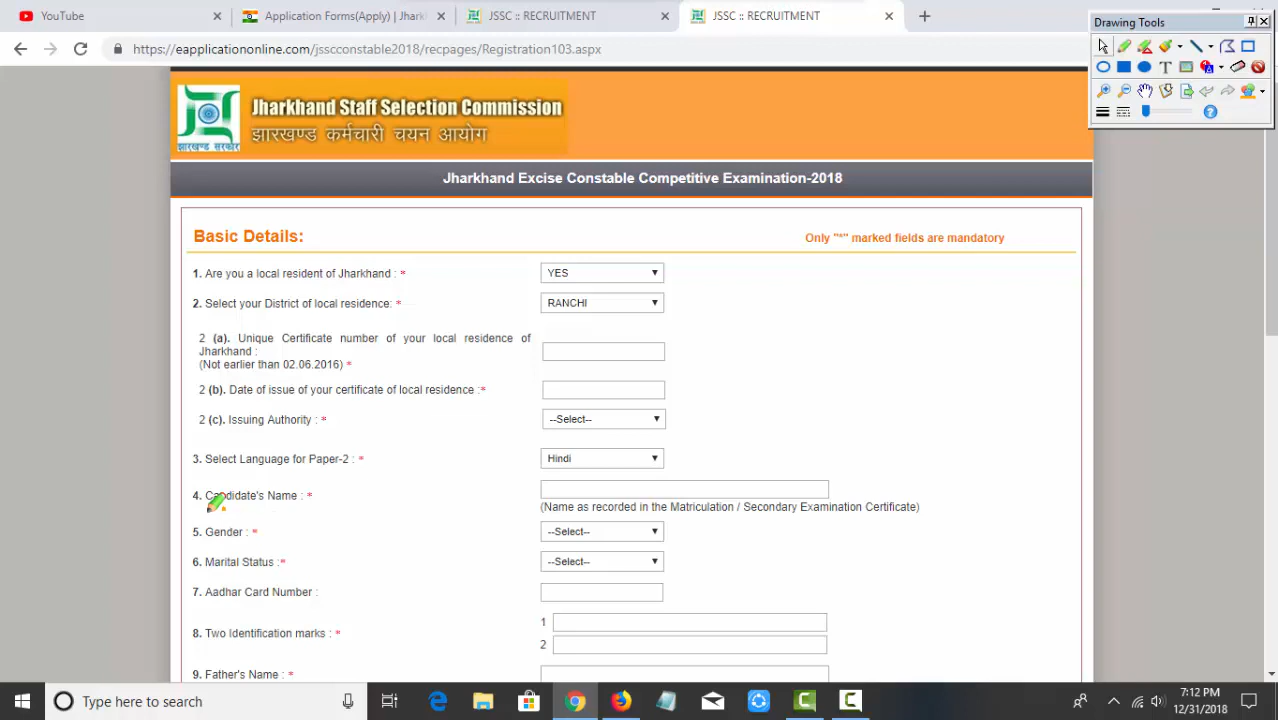 YouTube
Application Forms(Apply) | Jharkl
JSSC :: RECRUITMENT
JSSC :: RECRUITMENT
Drawing Tools
https://eapplicationonline.com/jsscconstable2018/recpages/Registration103.aspx
Jharkhand Staff Selection Commission
झारखण्ड कर्मचारी चयन आयोग
झारखण्ड सरकार
Jharkhand Excise Constable Competitive Examination-2018
Basic Details:
Only "*" marked fields are mandatory
1. Are you a local resident of Jharkhand : *
YES
2. Select your District of local residence: *
RANCHI
2 (a). Unique Certificate number of your local residence of
Jharkhand :
(Not earlier than 02.06.2016) *
2 (b). Date of issue of your certificate of local residence :*
2 (c). Issuing Authority : *
--Select--
3. Select Language for Paper-2 : *
Hindi
4. Candidate's Name : *
(Name as recorded in the Matriculation / Secondary Examination Certificate)
5. Gender : *
--Select--
6. Marital Status :*
--Select--
7. Aadhar Card Number :
8. Two Identification marks : *
1
2
9. Father's Name : *
Type here to search
7:12 PM
12/31/2018